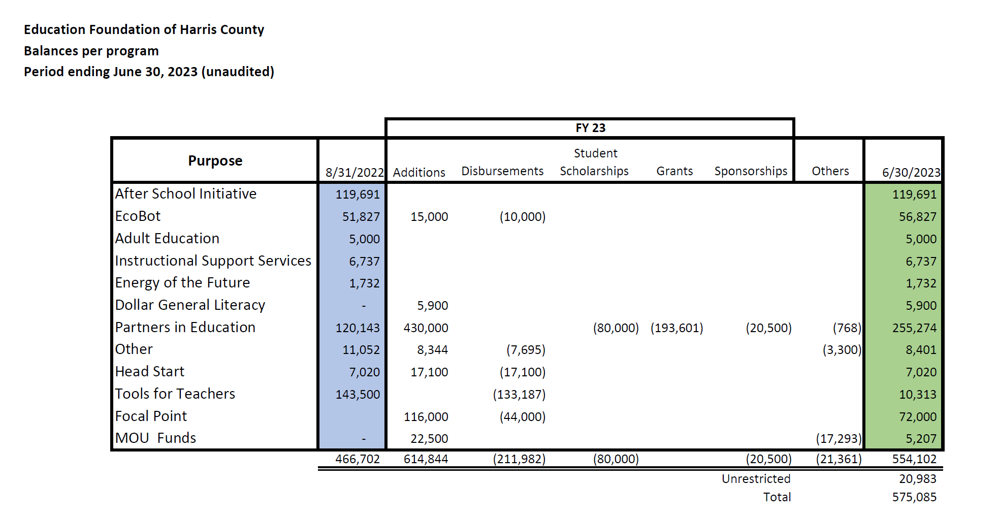 Education Foundation of Harris County
Balances per program
Period ending June 30, 2023 (unaudited)
FY 23
Purpose 8/31/2022 Additions Disbursements Student Scholarships Grants Sponsorships Others 6/30/2023
After School Initiative 119,691 119,691
EcoBot 51,827 15,000 (10,000) 56,827
Adult Education 5,000 5,000
Instructional Support Services 6,737 6,737
Energy of the Future 1,732 1,732
Dollar General Literacy - 5,900 5,900
Partners in Education 120,143 430,000 (80,000) (193,601) (20,500) (768) 255,274
Other 11,052 8,344 (7,695) (3,300) 8,401
Head Start 7,020 17,100 (17,100) 7,020
Tools for Teachers 143,500 (133,187) 10,313
Focal Point 116,000 (44,000) 72,000
MOU  Funds - 22,500 (17,293) 5,207
466,702 614,844 (211,982) (80,000) (20,500) (21,361) 554,102
Unrestricted 20,983
Total 575,085